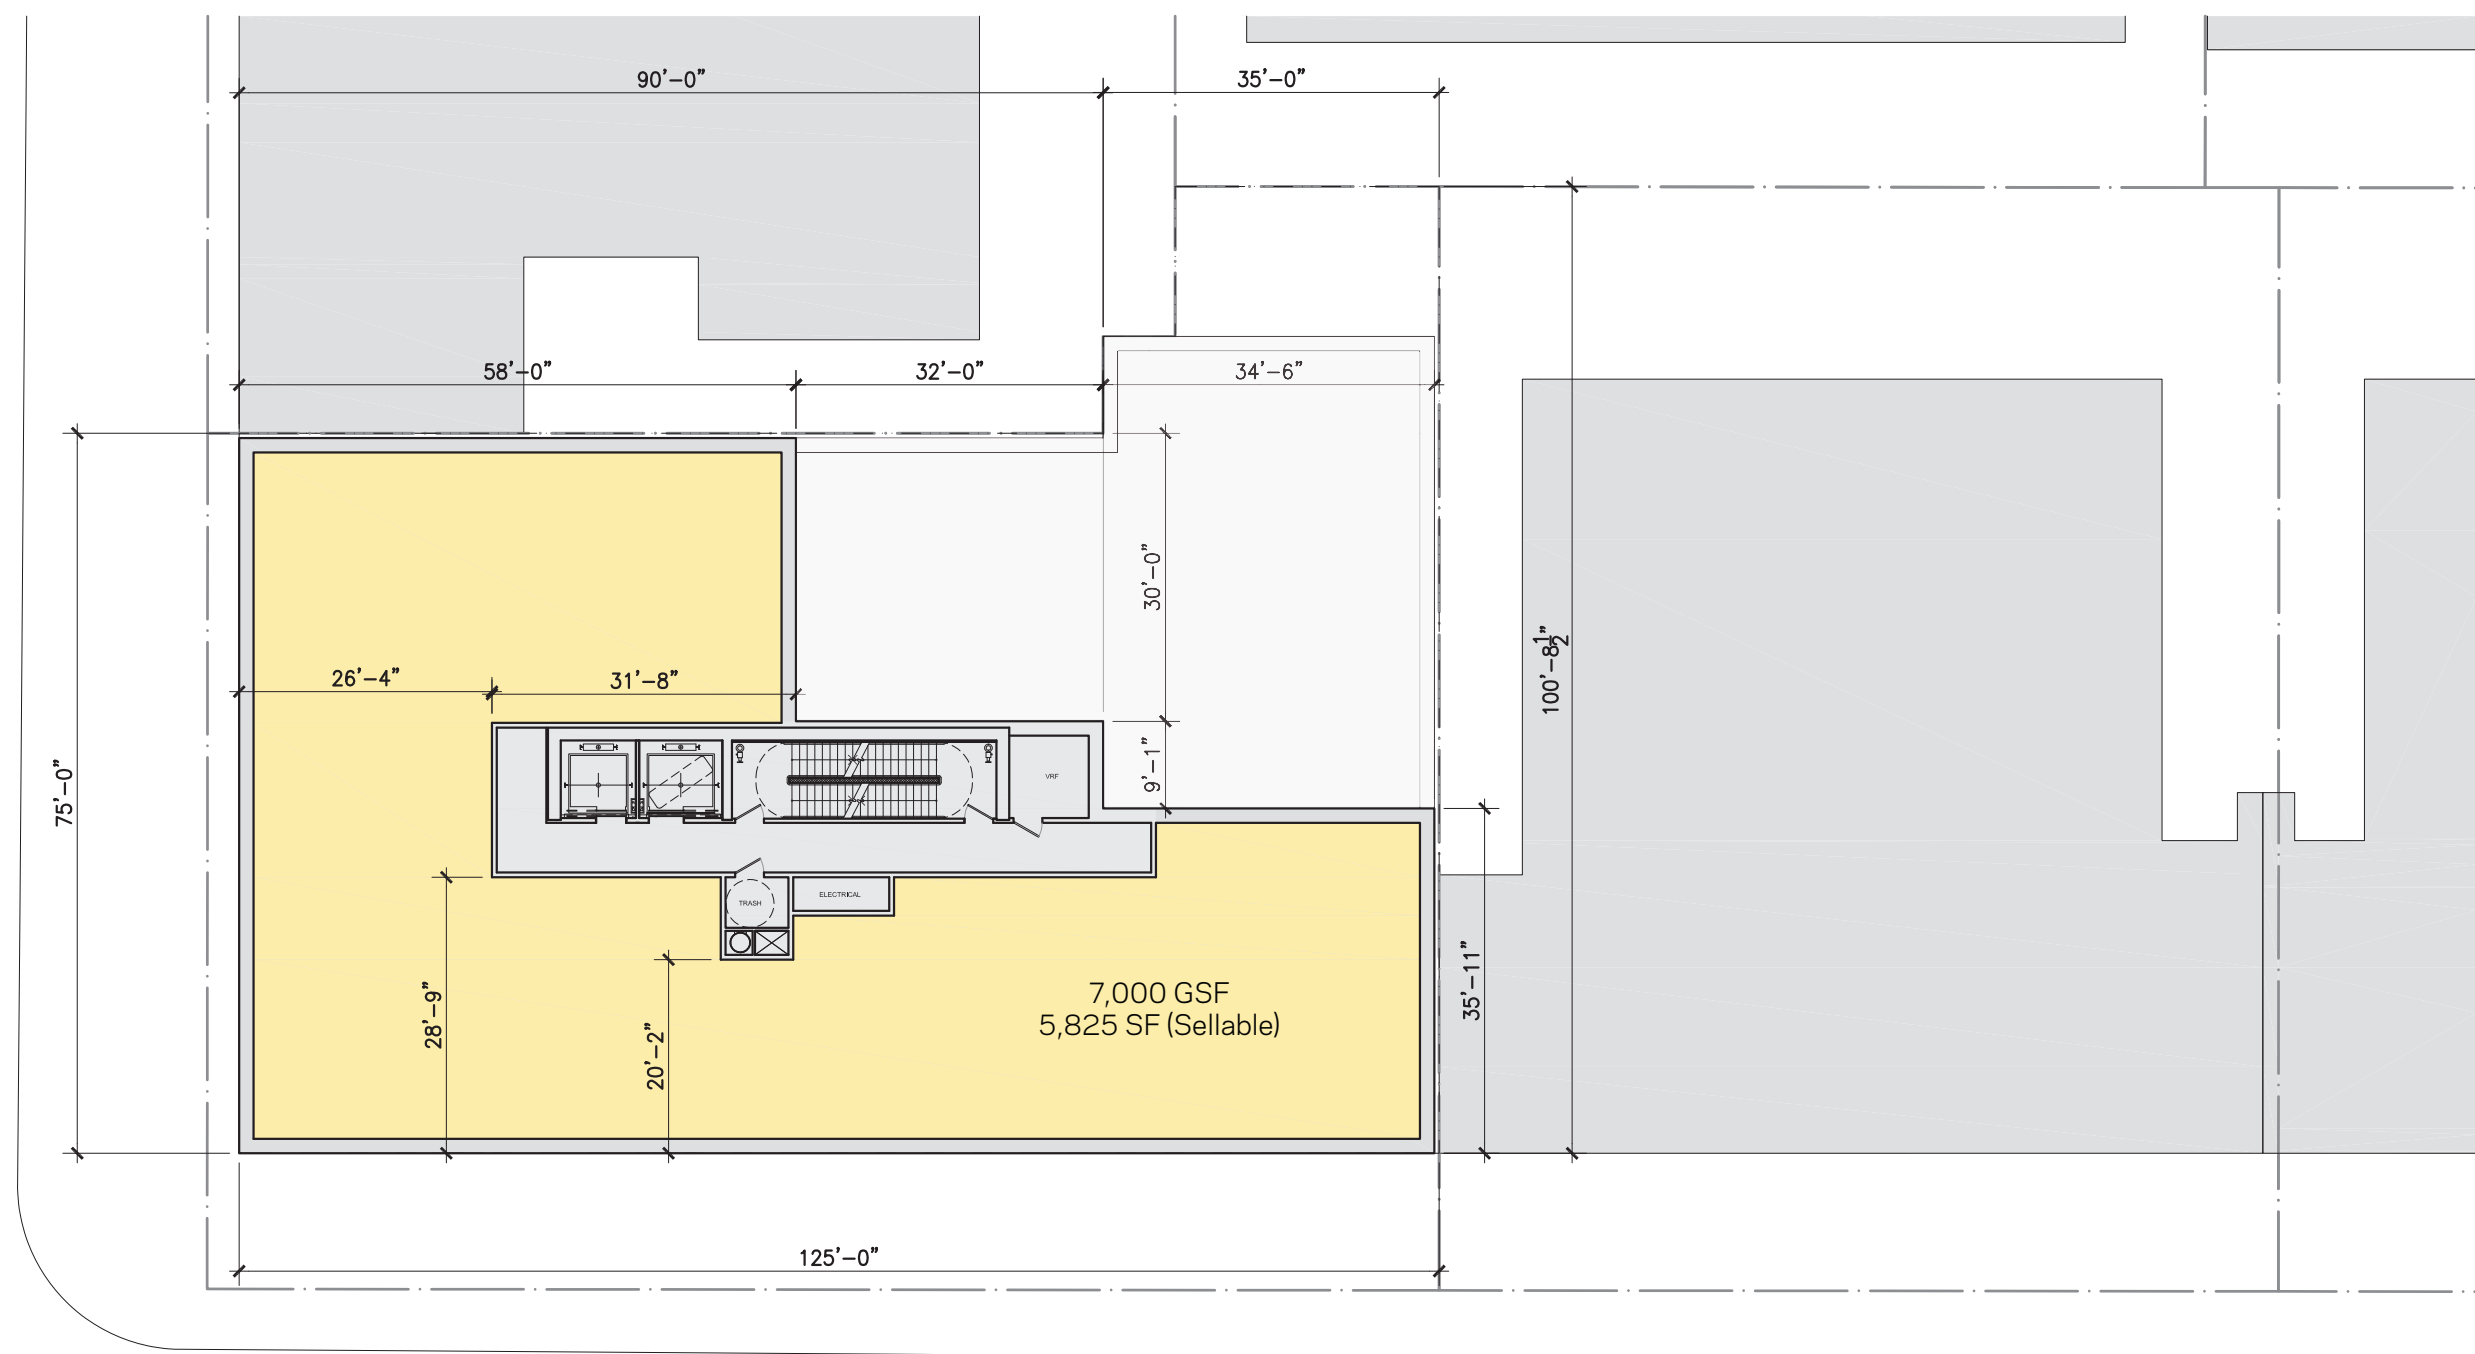 90'-0" 35'-0"
58'-0" 32'-0" 34'-6"
30'-0"
100'-8 1/2"
26'-4" 31'-8"
9'-1"
75'-0"
VRF
TRASH
ELECTRICAL
28'-9"
20'-2"
35'-11"
7,000 GSF
5,825 SF (Sellable)
125'-0"